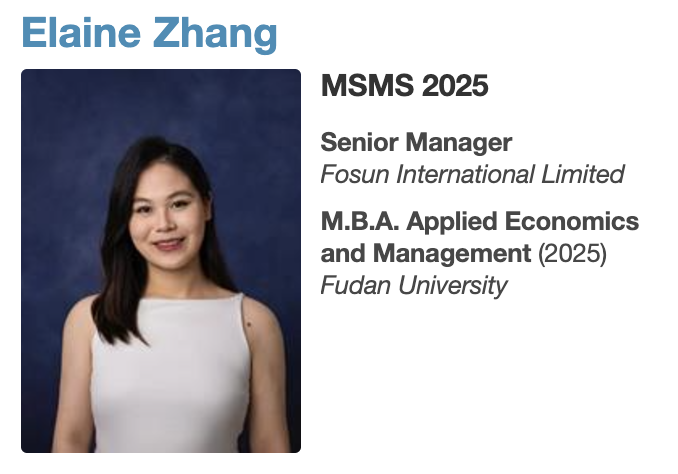 Elaine Zhang
MSMS 2025
Senior Manager
Fosun International Limited
M.B.A. Applied Economics
and Management (2025)
Fudan University